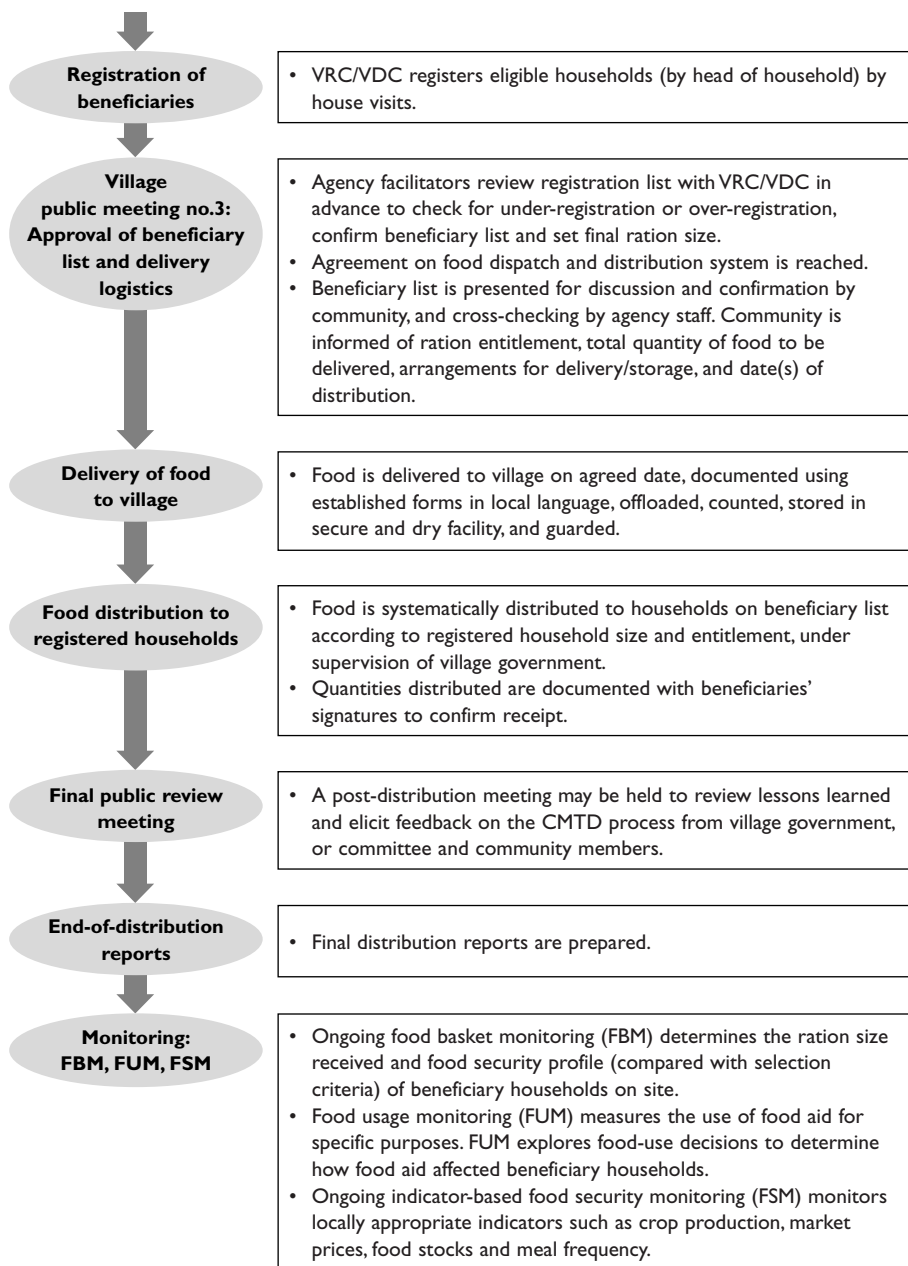 Registration of
beneficiaries
• VRC/VDC registers eligible households (by head of household) by
house visits.
Village
public meeting no.3:
Approval of beneficiary
list and delivery
logistics
• Agency facilitators review registration list with VRC/VDC in
advance to check for under-registration or over-registration,
confirm beneficiary list and set final ration size.
• Agreement on food dispatch and distribution system is reached.
• Beneficiary list is presented for discussion and confirmation by
community, and cross-checking by agency staff. Community is
informed of ration entitlement, total quantity of food to be
delivered, arrangements for delivery/storage, and date(s) of
distribution.
Delivery of food
to village
• Food is delivered to village on agreed date, documented using
established forms in local language, offloaded, counted, stored in
secure and dry facility, and guarded.
Food distribution to
registered households
• Food is systematically distributed to households on beneficiary list
according to registered household size and entitlement, under
supervision of village government.
• Quantities distributed are documented with beneficiaries’
signatures to confirm receipt.
Final public review
meeting
• A post-distribution meeting may be held to review lessons learned
and elicit feedback on the CMTD process from village government,
or committee and community members.
End-of-distribution
reports
• Final distribution reports are prepared.
Monitoring:
FBM, FUM, FSM
• Ongoing food basket monitoring (FBM) determines the ration size
received and food security profile (compared with selection
criteria) of beneficiary households on site.
• Food usage monitoring (FUM) measures the use of food aid for
specific purposes. FUM explores food-use decisions to determine
how food aid affected beneficiary households.
• Ongoing indicator-based food security monitoring (FSM) monitors
locally appropriate indicators such as crop production, market
prices, food stocks and meal frequency.